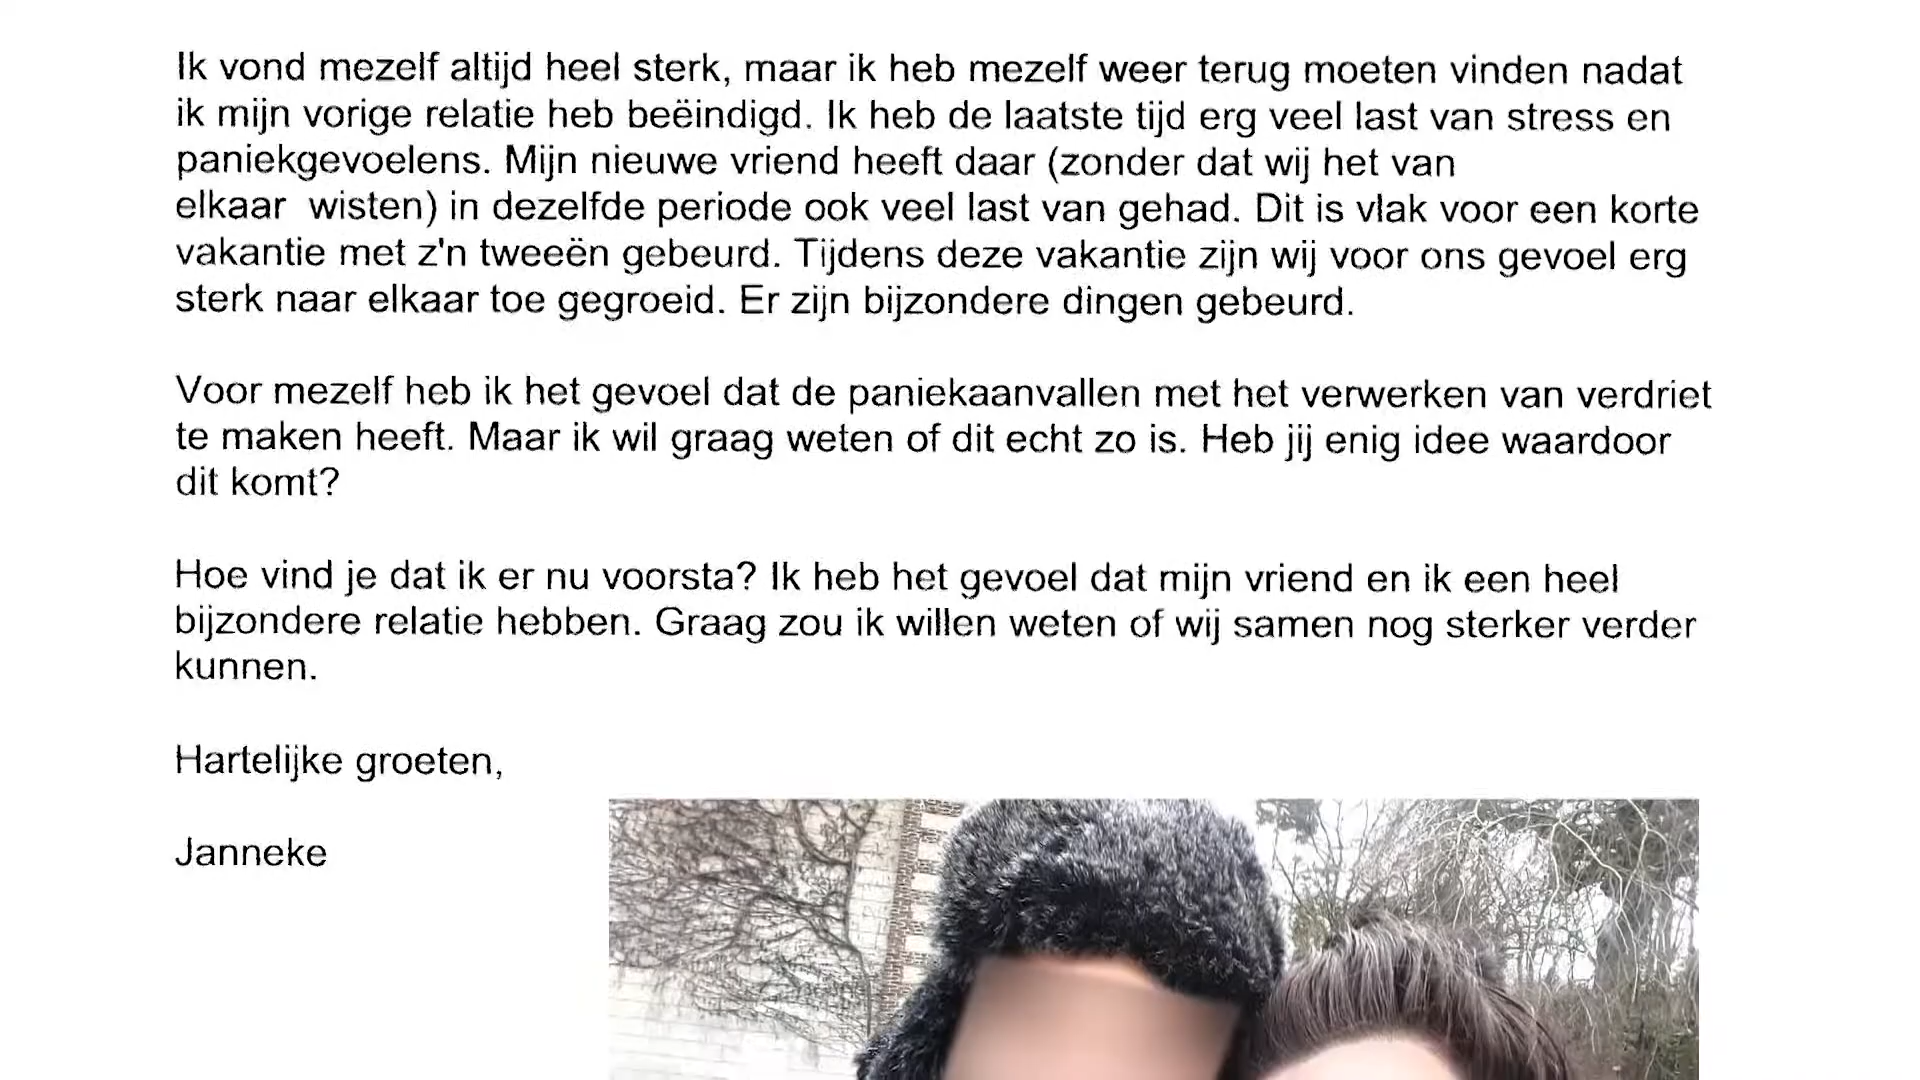 Ik vond mezelf altijd heel sterk, maar ik heb mezelf weer terug moeten vinden nadat
ik mijn vorige relatie heb beëindigd. Ik heb de laatste tijd erg veel last van stress en
paniekgevoelens. Mijn nieuwe vriend heeft daar (zonder dat wij het van
elkaar  wisten) in dezelfde periode ook veel last van gehad. Dit is vlak voor een korte
vakantie met z'n tweeën gebeurd. Tijdens deze vakantie zijn wij voor ons gevoel erg
sterk naar elkaar toe gegroeid. Er zijn bijzondere dingen gebeurd.
Voor mezelf heb ik het gevoel dat de paniekaanvallen met het verwerken van verdriet
te maken heeft. Maar ik wil graag weten of dit echt zo is. Heb jij enig idee waardoor
dit komt?
Hoe vind je dat ik er nu voorsta? Ik heb het gevoel dat mijn vriend en ik een heel
bijzondere relatie hebben. Graag zou ik willen weten of wij samen nog sterker verder
kunnen.
Hartelijke groeten,
Janneke